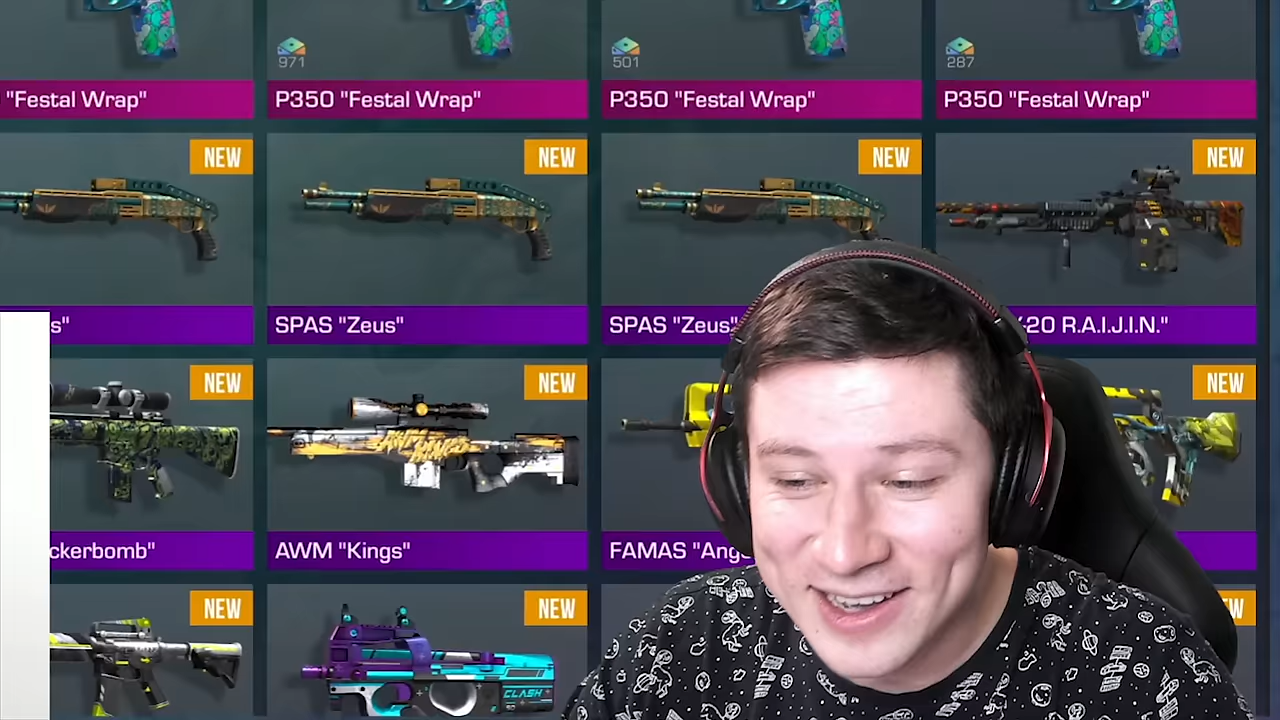 971
501
287
"Festal Wrap"
P350 "Festal Wrap"
P350 "Festal Wrap"
P350 "Festal Wrap"
NEW
NEW
NEW
NEW
SPAS "Zeus"
SPAS "Zeus"
20 R.A.I.J.I.N."
NEW
NEW
NEW
ckerbomb"
AWM "Kings"
FAMAS "Ang
NEW
NEW
CLASH